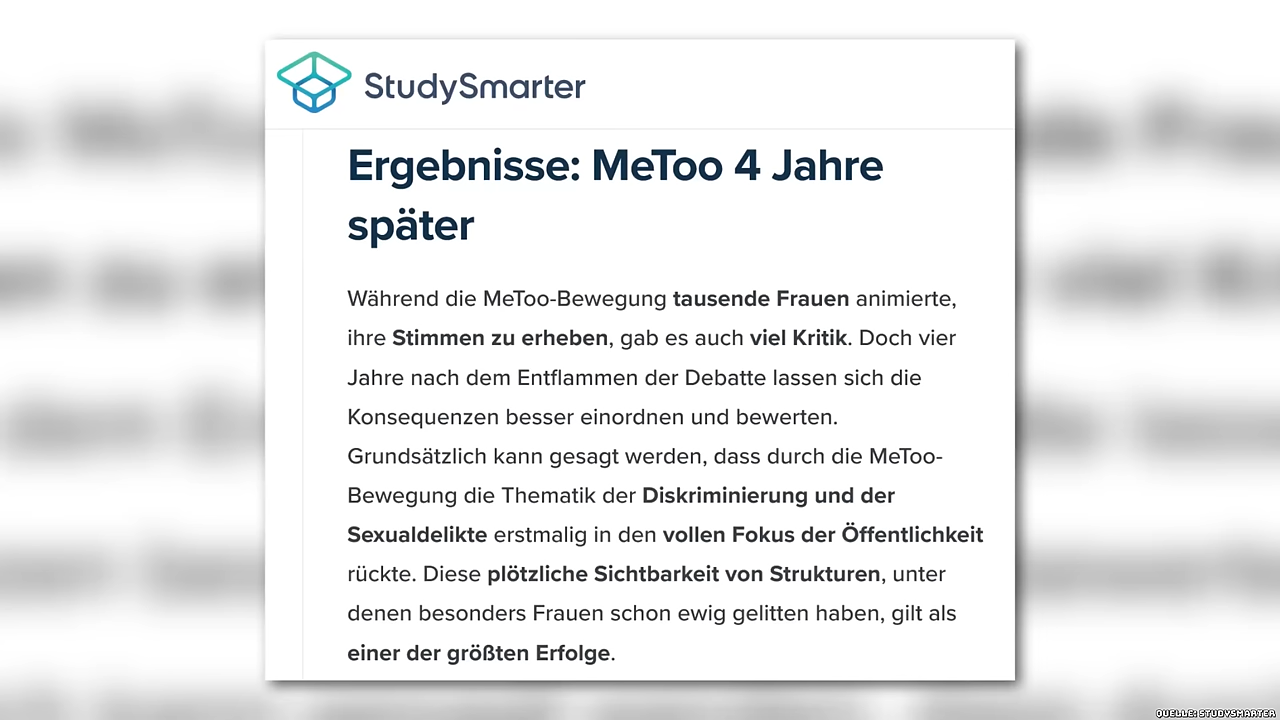 StudySmarter
Ergebnisse: MeToo 4 Jahre
später
Während die MeToo-Bewegung tausende Frauen animierte,
ihre Stimmen zu erheben, gab es auch viel Kritik. Doch vier
Jahre nach dem Entflammen der Debatte lassen sich die
Konsequenzen besser einordnen und bewerten.
Grundsätzlich kann gesagt werden, dass durch die MeToo-
Bewegung die Thematik der Diskriminierung und der
Sexualdelikte erstmalig in den vollen Fokus der Öffentlichkeit
rückte. Diese plötzliche Sichtbarkeit von Strukturen, unter
denen besonders Frauen schon ewig gelitten haben, gilt als
einer der größten Erfolge.
QUELLE: STUDYSMARTER